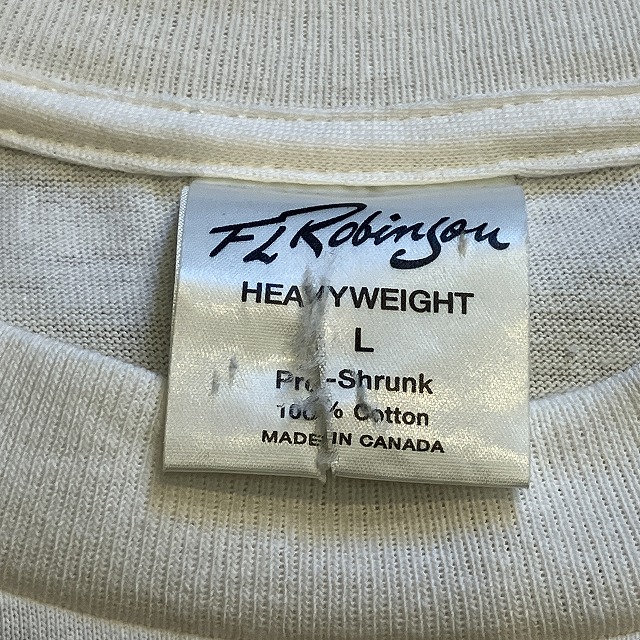 FL Robinson
HEAVYWEIGHT
L
Pre-Shrunk
100% Cotton
MADE IN CANADA